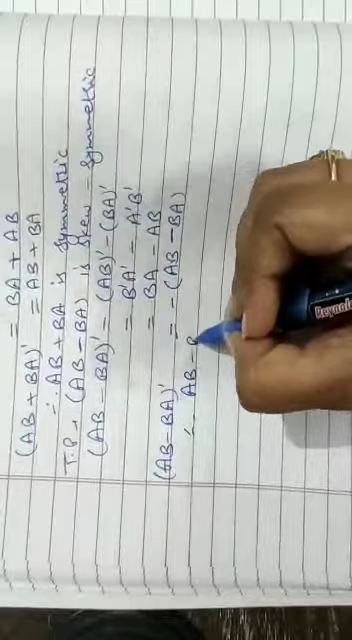 (AB + BA)' = BA + AB
= AB + BA
∴ AB + BA is Symmetric
T.P., (AB - BA) is Skew-Symmetric
(AB - BA)' = (AB)' - (BA)'
= B'A' - A'B'
= BA - AB
(AB - BA)' = - (AB - BA)
∴ AB - B
Reyno